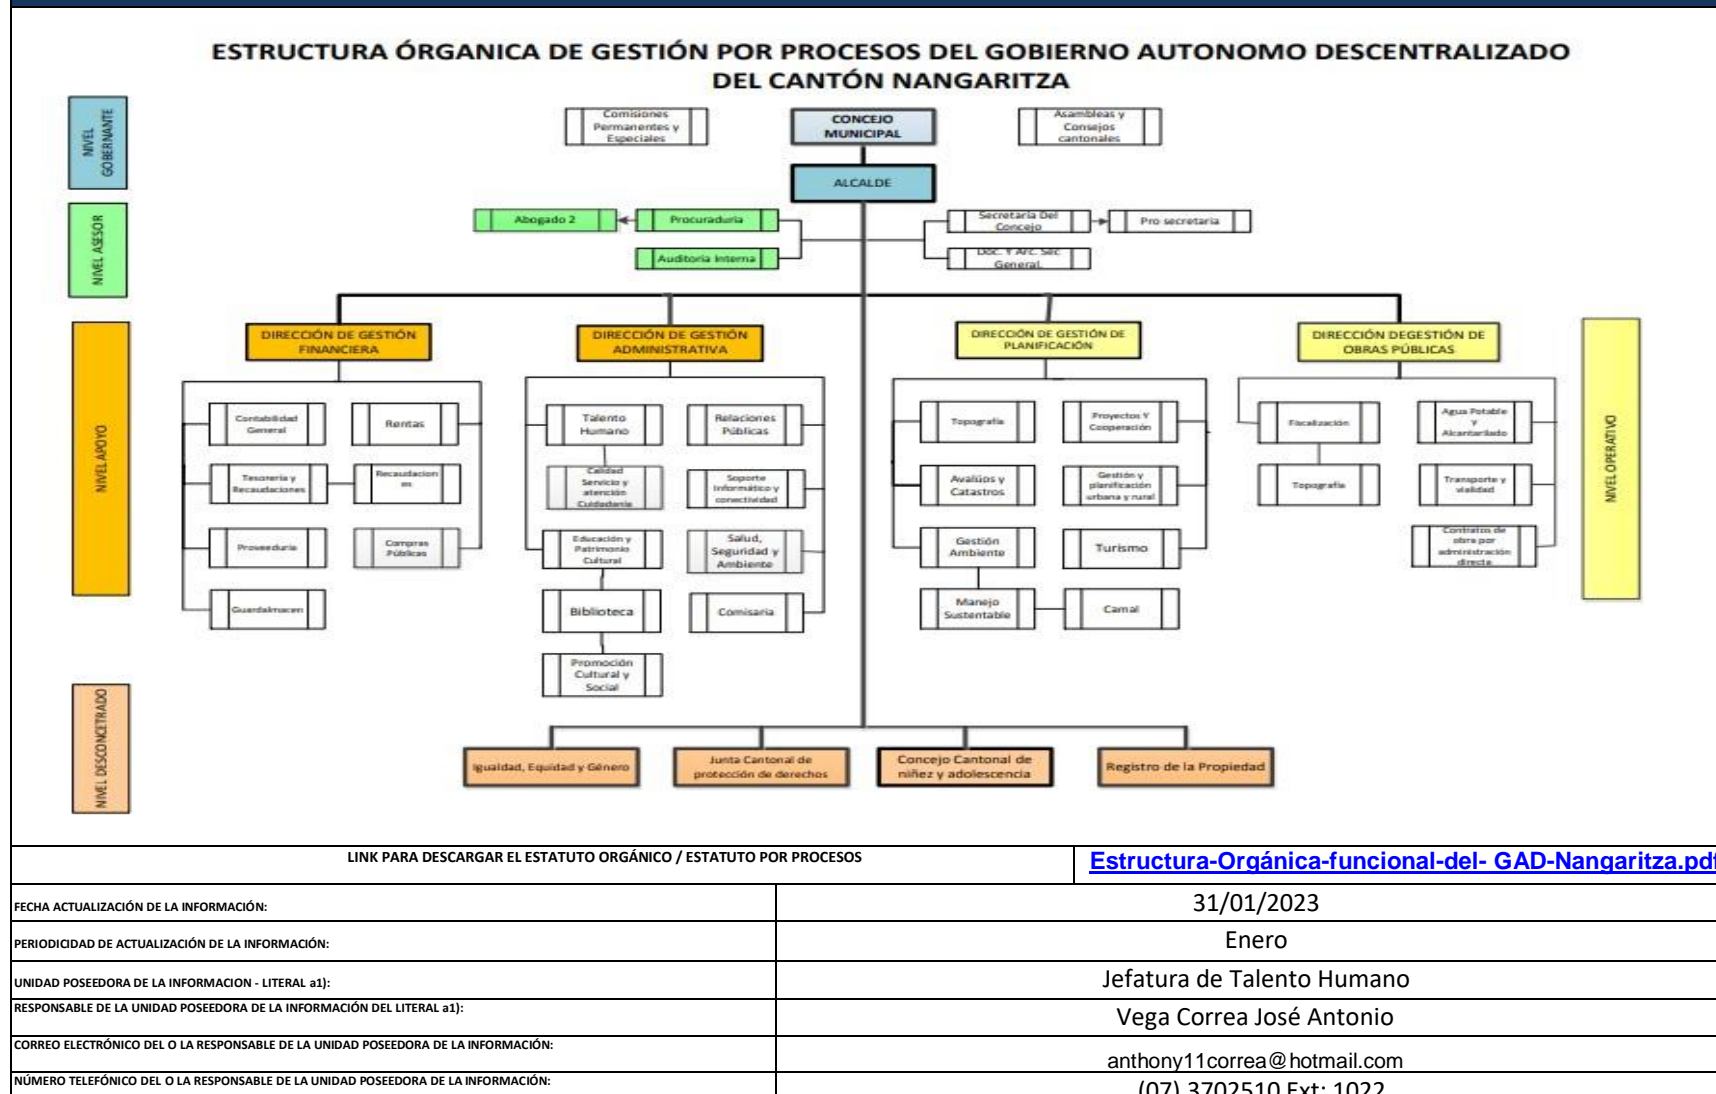 ESTRUCTURA ÓRGANICA DE GESTIÓN POR PROCESOS DEL GOBIERNO AUTONOMO DESCENTRALIZADO
DEL CANTÓN NANGARITZA
NIVEL
GOBERNANTE
Comisiones
Permanentes y
Especiales
CONCEJO
MUNICIPAL
Asambleas y
Consejos
cantonales
ALCALDE
NIVEL ASESOR
Abogado 2
Procuraduria
Secretaría Del
Concejo
Pro secretaria
Auditoría Interna
Doc. Y Arc. Sec
General.
NIVEL APOYO
DIRECCIÓN DE GESTIÓN
FINANCIERA
DIRECCIÓN DE GESTIÓN
ADMINISTRATIVA
DIRECCIÓN DE GESTIÓN DE
PLANIFICACIÓN
DIRECCIÓN DEGESTIÓN DE
OBRAS PÚBLICAS
NIVEL OPERATIVO
Contabilidad
General
Rentas
Tesorería y
Recaudaciones
Recaudacion
es
Proveeduria
Compras
Públicas
Guardalmacen
Talento
Humano
Relaciones
Públicas
Calidad
Servicio y
atención
Cuidadanía
Soporte
Informático y
conectividad
Educación y
Patrimonio
Cultural
Salud,
Seguridad y
Ambiente
Biblioteca
Comisaria
Promoción
Cultural y
Social
Topografía
Proyectos Y
Cooperación
Avalúos y
Catastros
Gestión y
planificación
urbana y rural
Gestión
Ambiente
Turismo
Manejo
Sustentable
Camal
Fiscalización
Agua Potable
y
Alcantarilado
Topografía
Transporte y
vialidad
Contratos de
obra por
administración
directa
NIVEL DESCONCETRADO
Igualdad, Equidad y Género
Junta Cantonal de
protección de derechos
Concejo Cantonal de
niñez y adolescencia
Registro de la Propiedad
LINK PARA DESCARGAR EL ESTATUTO ORGÁNICO / ESTATUTO POR PROCESOS
Estructura-Orgánica-funcional-del- GAD-Nangaritza.pdf
FECHA ACTUALIZACIÓN DE LA INFORMACIÓN:
31/01/2023
PERIODICIDAD DE ACTUALIZACIÓN DE LA INFORMACIÓN:
Enero
UNIDAD POSEEDORA DE LA INFORMACION - LITERAL a1):
Jefatura de Talento Humano
RESPONSABLE DE LA UNIDAD POSEEDORA DE LA INFORMACIÓN DEL LITERAL a1):
Vega Correa José Antonio
CORREO ELECTRÓNICO DEL O LA RESPONSABLE DE LA UNIDAD POSEEDORA DE LA INFORMACIÓN:
anthony11correa@hotmail.com
NÚMERO TELEFÓNICO DEL O LA RESPONSABLE DE LA UNIDAD POSEEDORA DE LA INFORMACIÓN:
(07) 3702510 Ext: 1022